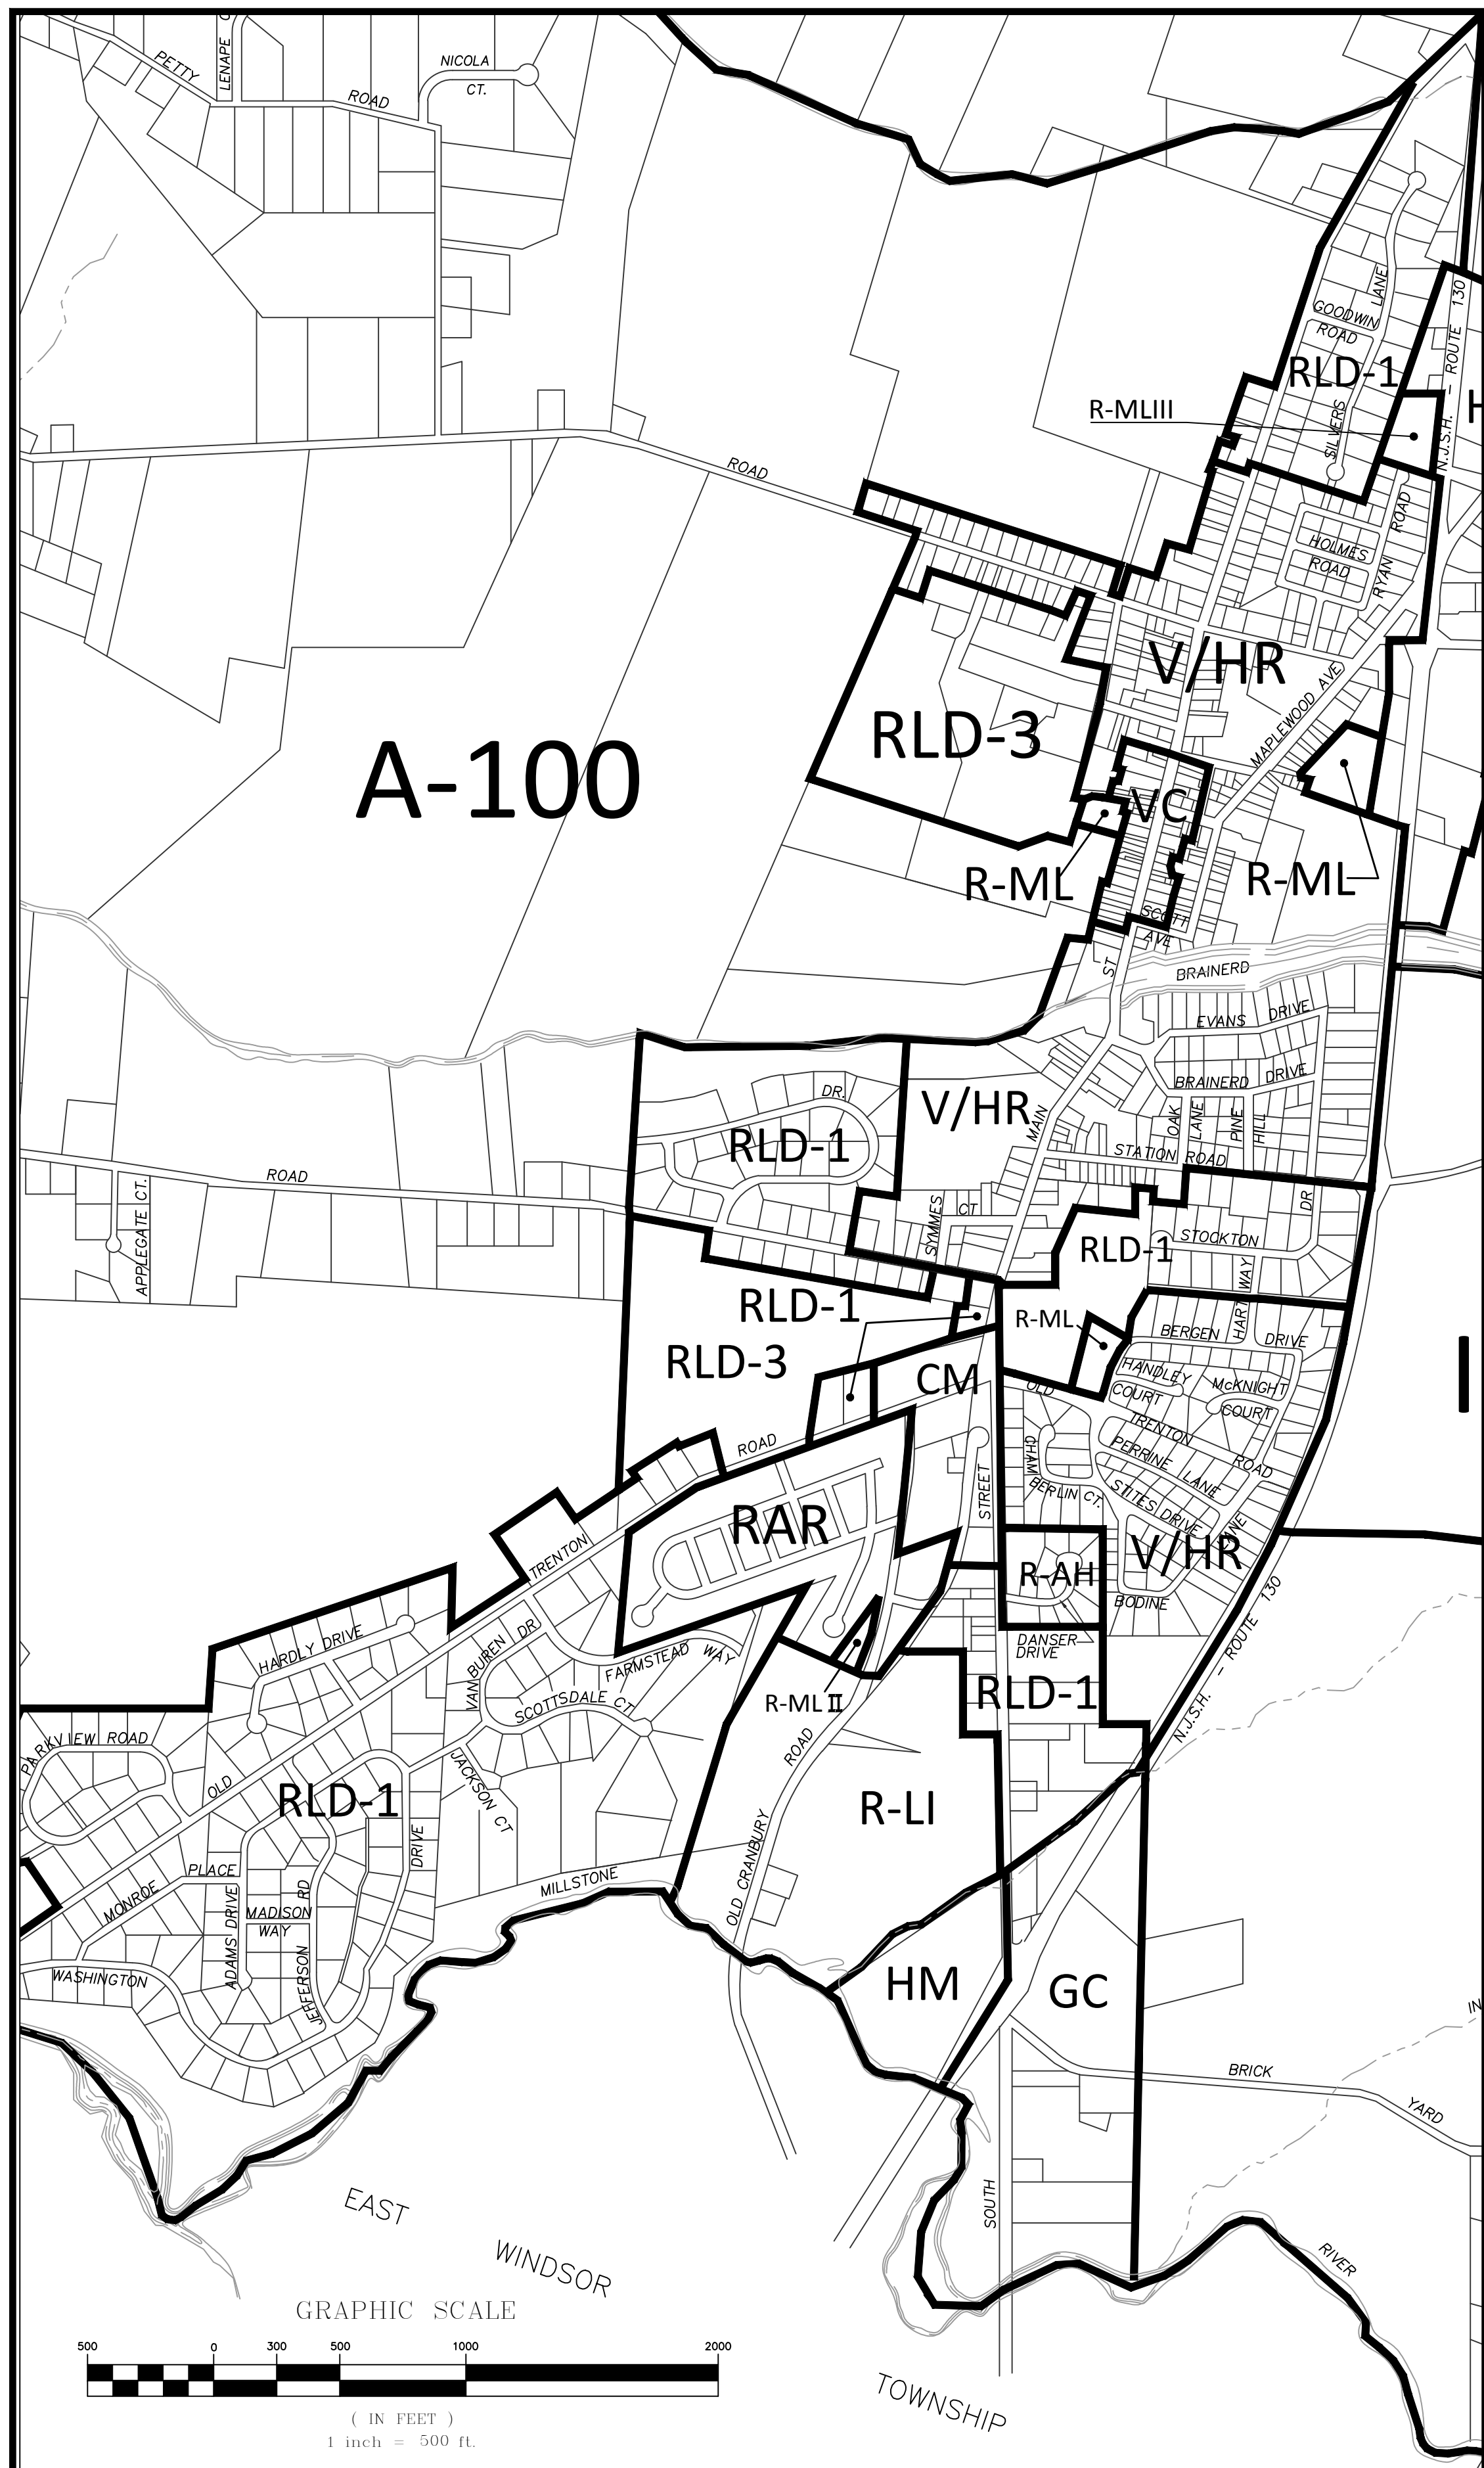 PETTY
LENAPE C
NICOLA
CT.
ROAD
GOODWIN
ROAD
LANE
N.J.S.H. - ROUTE 130
RLD-1
H
R-MLIII
SILVERS
ROAD
HOLMES
ROAD
RYAN
ROAD
V/HR
MAPLEWOOD AVE
RLD-3
A-100
VC
R-ML
R-ML
SCOTT
AVE
ST
BRAINERD
EVANS DRIVE
BRAINERD DRIVE
DR.
V/HR
MAIN
OAK
LANE
PINE
HILL
RLD-1
STATION ROAD
ROAD
APPLEGATE CT.
SYMMES
CT
DR
STOCKTON
RLD-1
HART WAY
RLD-1
R-ML
BERGEN DRIVE
RLD-3
CM
HANDLEY
COURT
McKNIGHT
COURT
I
OLD
TRENTON
ROAD
PERRINE LANE
ROAD
CHAM
BERLIN CT.
STITES DRIVE
LANE
STREET
RAR
V/HR
TRENTON
R-AH
BODINE
N.J.S.H. - ROUTE 130
DANSER
DRIVE
HARDLY DRIVE
VAN BUREN DR
FARMSTEAD WAY
SCOTTSDALE CT
R-ML II
RLD-1
PARKVIEW ROAD
OLD
JACKSON CT
ROAD
RLD-1
R-LI
DRIVE
OLD CRANBURY
PLACE
MONROE
MILLSTONE
ADAMS DRIVE
MADISON
WAY
RD
JEFFERSON
WASHINGTON
HM
GC
IN
BRICK
YARD
SOUTH
RIVER
EAST
WINDSOR
TOWNSHIP
GRAPHIC SCALE
500 0 300 500 1000 2000
( IN FEET )
1 inch = 500 ft.